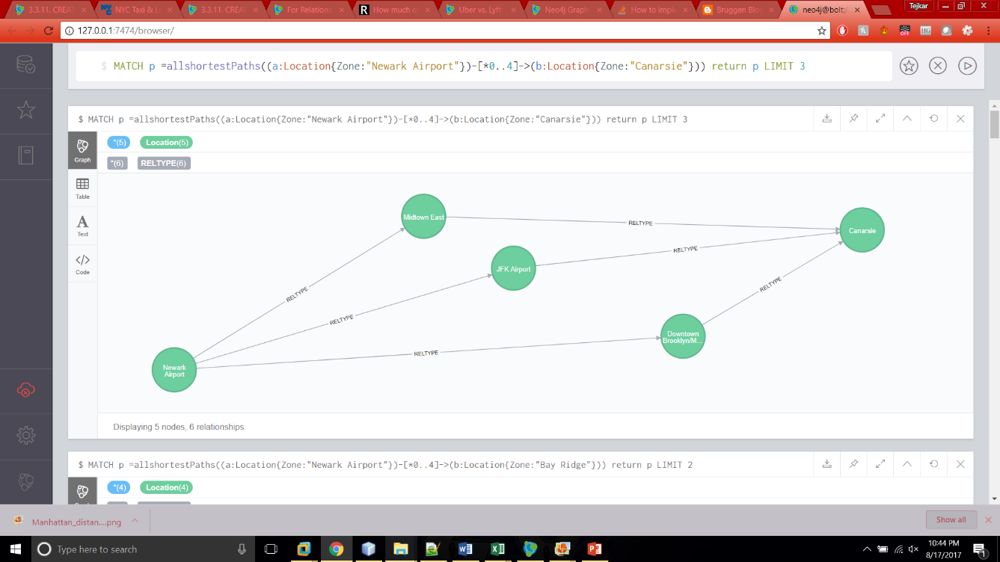 3.3.11. CREAT
NYC Taxi & L
3.3.11. CREAT
For Relationa
How much o
Uber vs. Lyft
Neo4j Graph
How to imple
Bruggen Blo
neo4j@bolt:/
Tejkar
127.0.0.1:7474/browser/
$ MATCH p =allshortestPaths((a:Location{Zone:"Newark Airport"})-[*0..4]->(b:Location{Zone:"Canarsie"})) return p LIMIT 3
$ MATCH p =allshortestPaths((a:Location{Zone:"Newark Airport"})-[*0..4]->(b:Location{Zone:"Canarsie"})) return p LIMIT 3
*(5) Location(5)
*(6) RELTYPE(6)
Graph
Table
A
Text
</>
Code
Midtown East
RELTYPE
Canarsie
RELTYPE
JFK Airport
RELTYPE
RELTYPE
RELTYPE
Downtown
Brooklyn/M...
RELTYPE
Newark
Airport
Displaying 5 nodes, 6 relationships.
$ MATCH p =allshortestPaths((a:Location{Zone:"Newark Airport"})-[*0..4]->(b:Location{Zone:"Bay Ridge"})) return p LIMIT 2
*(4) Location(4)
Manhattan_distan....png
Show all
Type here to search
10:44 PM
8/17/2017